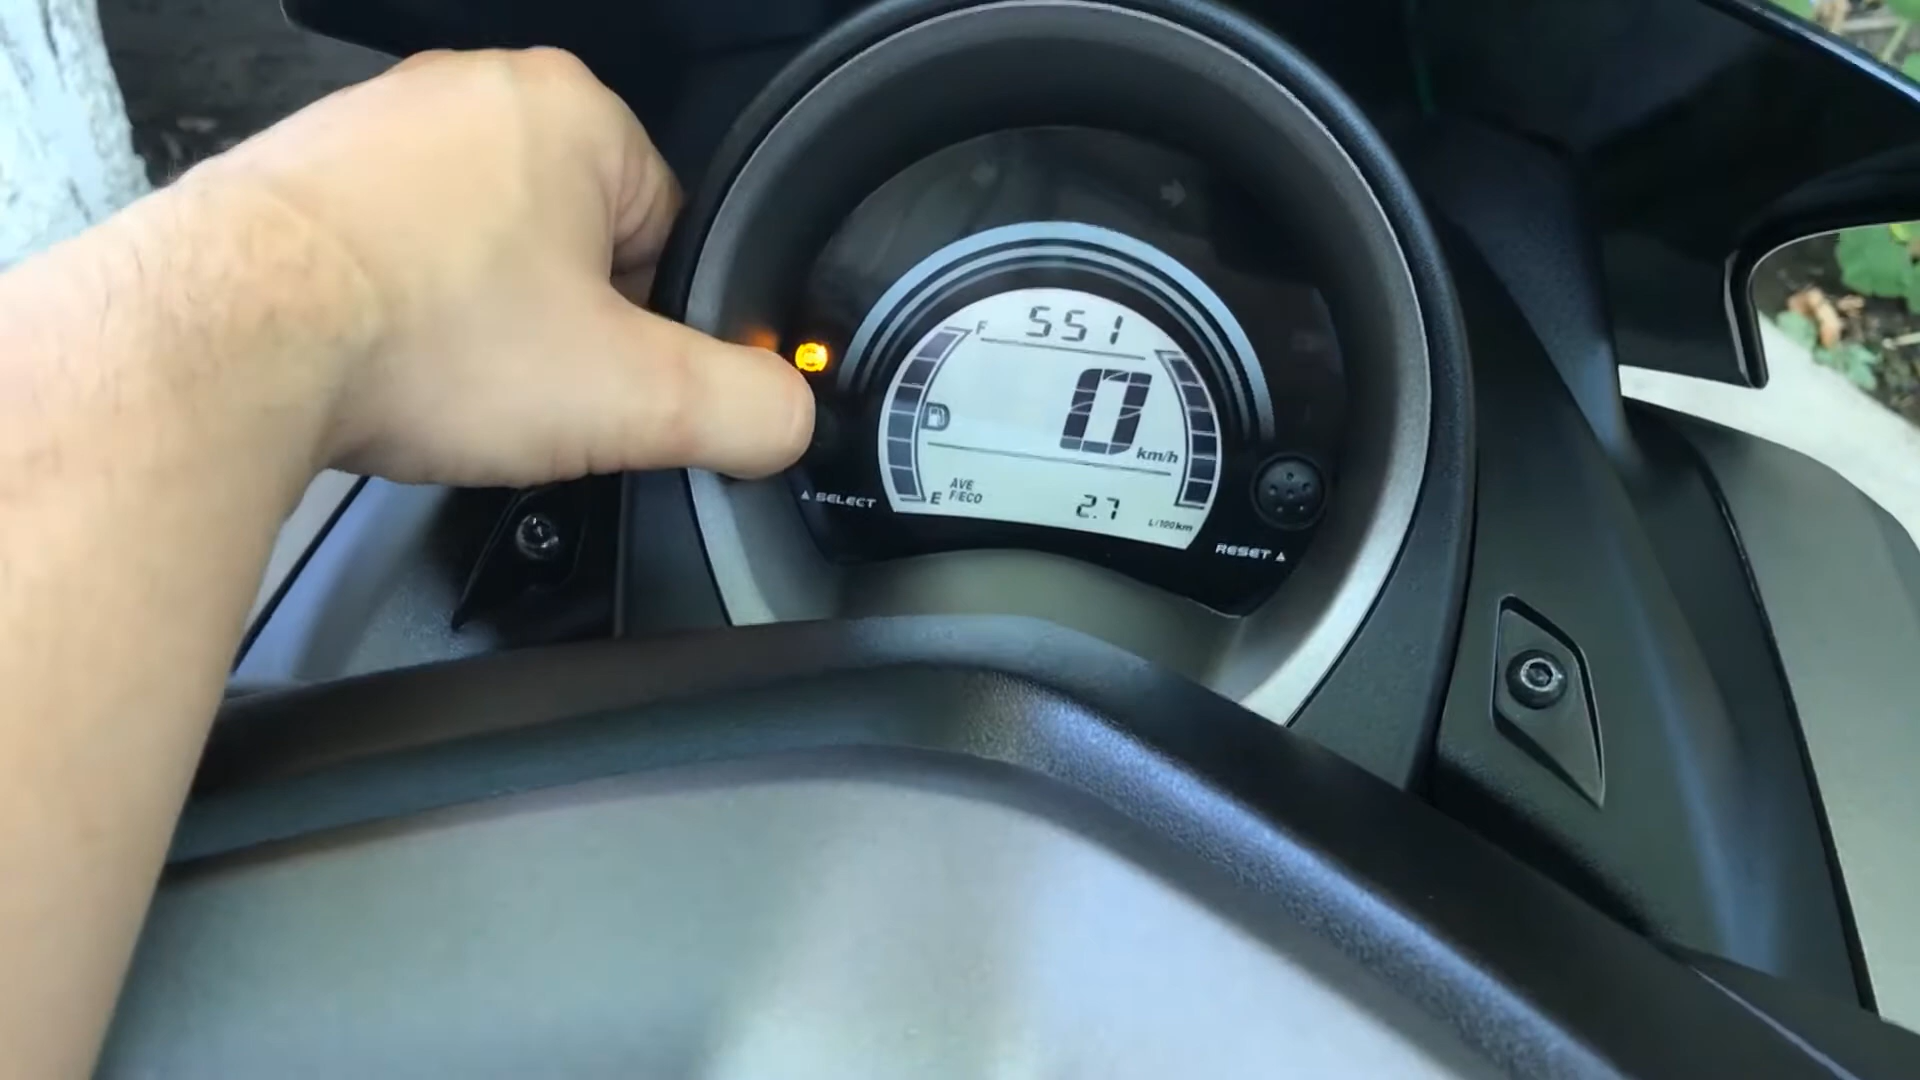 F 551
0 km/h
E AVE F/ECO 2.7 L/100km
SELECT
RESET